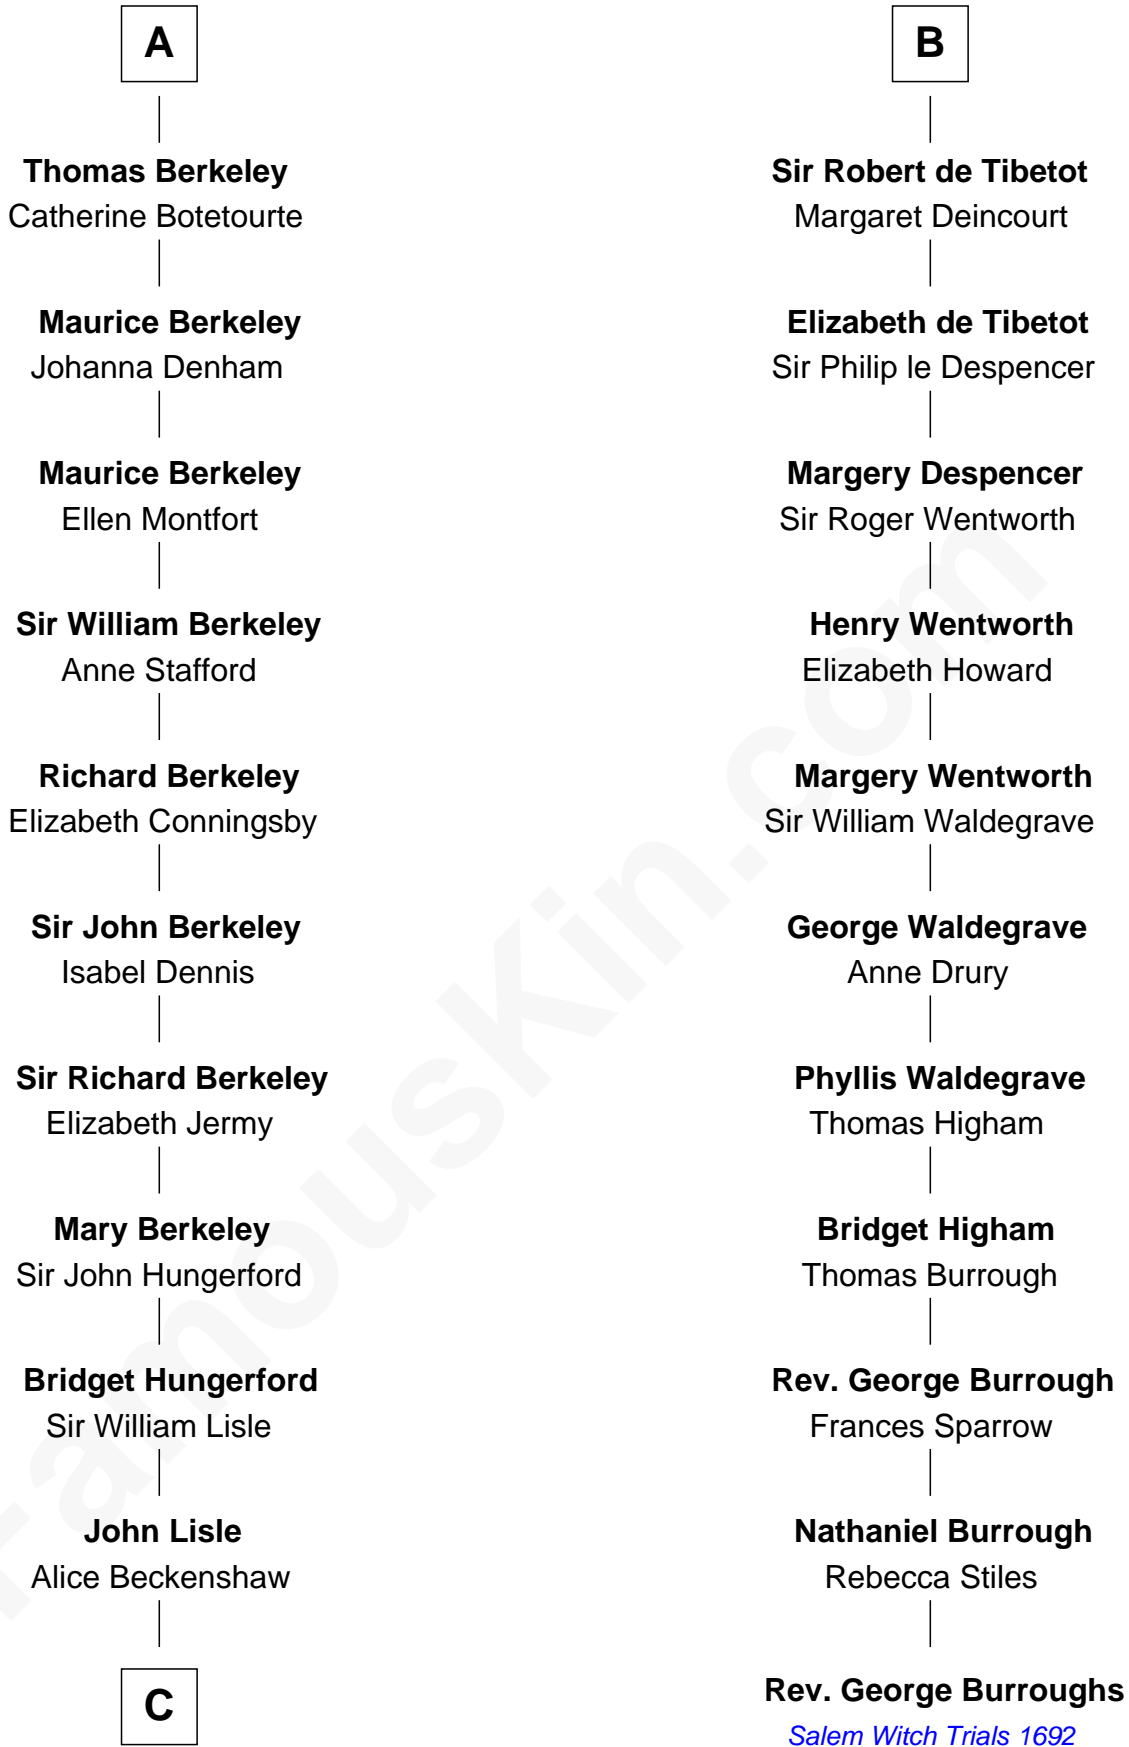 A
Thomas Berkeley
Catherine Botetourte
Maurice Berkeley
Johanna Denham
Maurice Berkeley
Ellen Montfort
Sir William Berkeley
Anne Stafford
Richard Berkeley
Elizabeth Conningsby
Sir John Berkeley
Isabel Dennis
Sir Richard Berkeley
Elizabeth Jermy
Mary Berkeley
Sir John Hungerford
Bridget Hungerford
Sir William Lisle
John Lisle
Alice Beckenshaw
C
B
Sir Robert de Tibetot
Margaret Deincourt
Elizabeth de Tibetot
Sir Philip le Despencer
Margery Despencer
Sir Roger Wentworth
Henry Wentworth
Elizabeth Howard
Margery Wentworth
Sir William Waldegrave
George Waldegrave
Anne Drury
Phyllis Waldegrave
Thomas Higham
Bridget Higham
Thomas Burrough
Rev. George Burrough
Frances Sparrow
Nathaniel Burrough
Rebecca Stiles
Rev. George Burroughs
Salem Witch Trials 1692
FamousKin.com